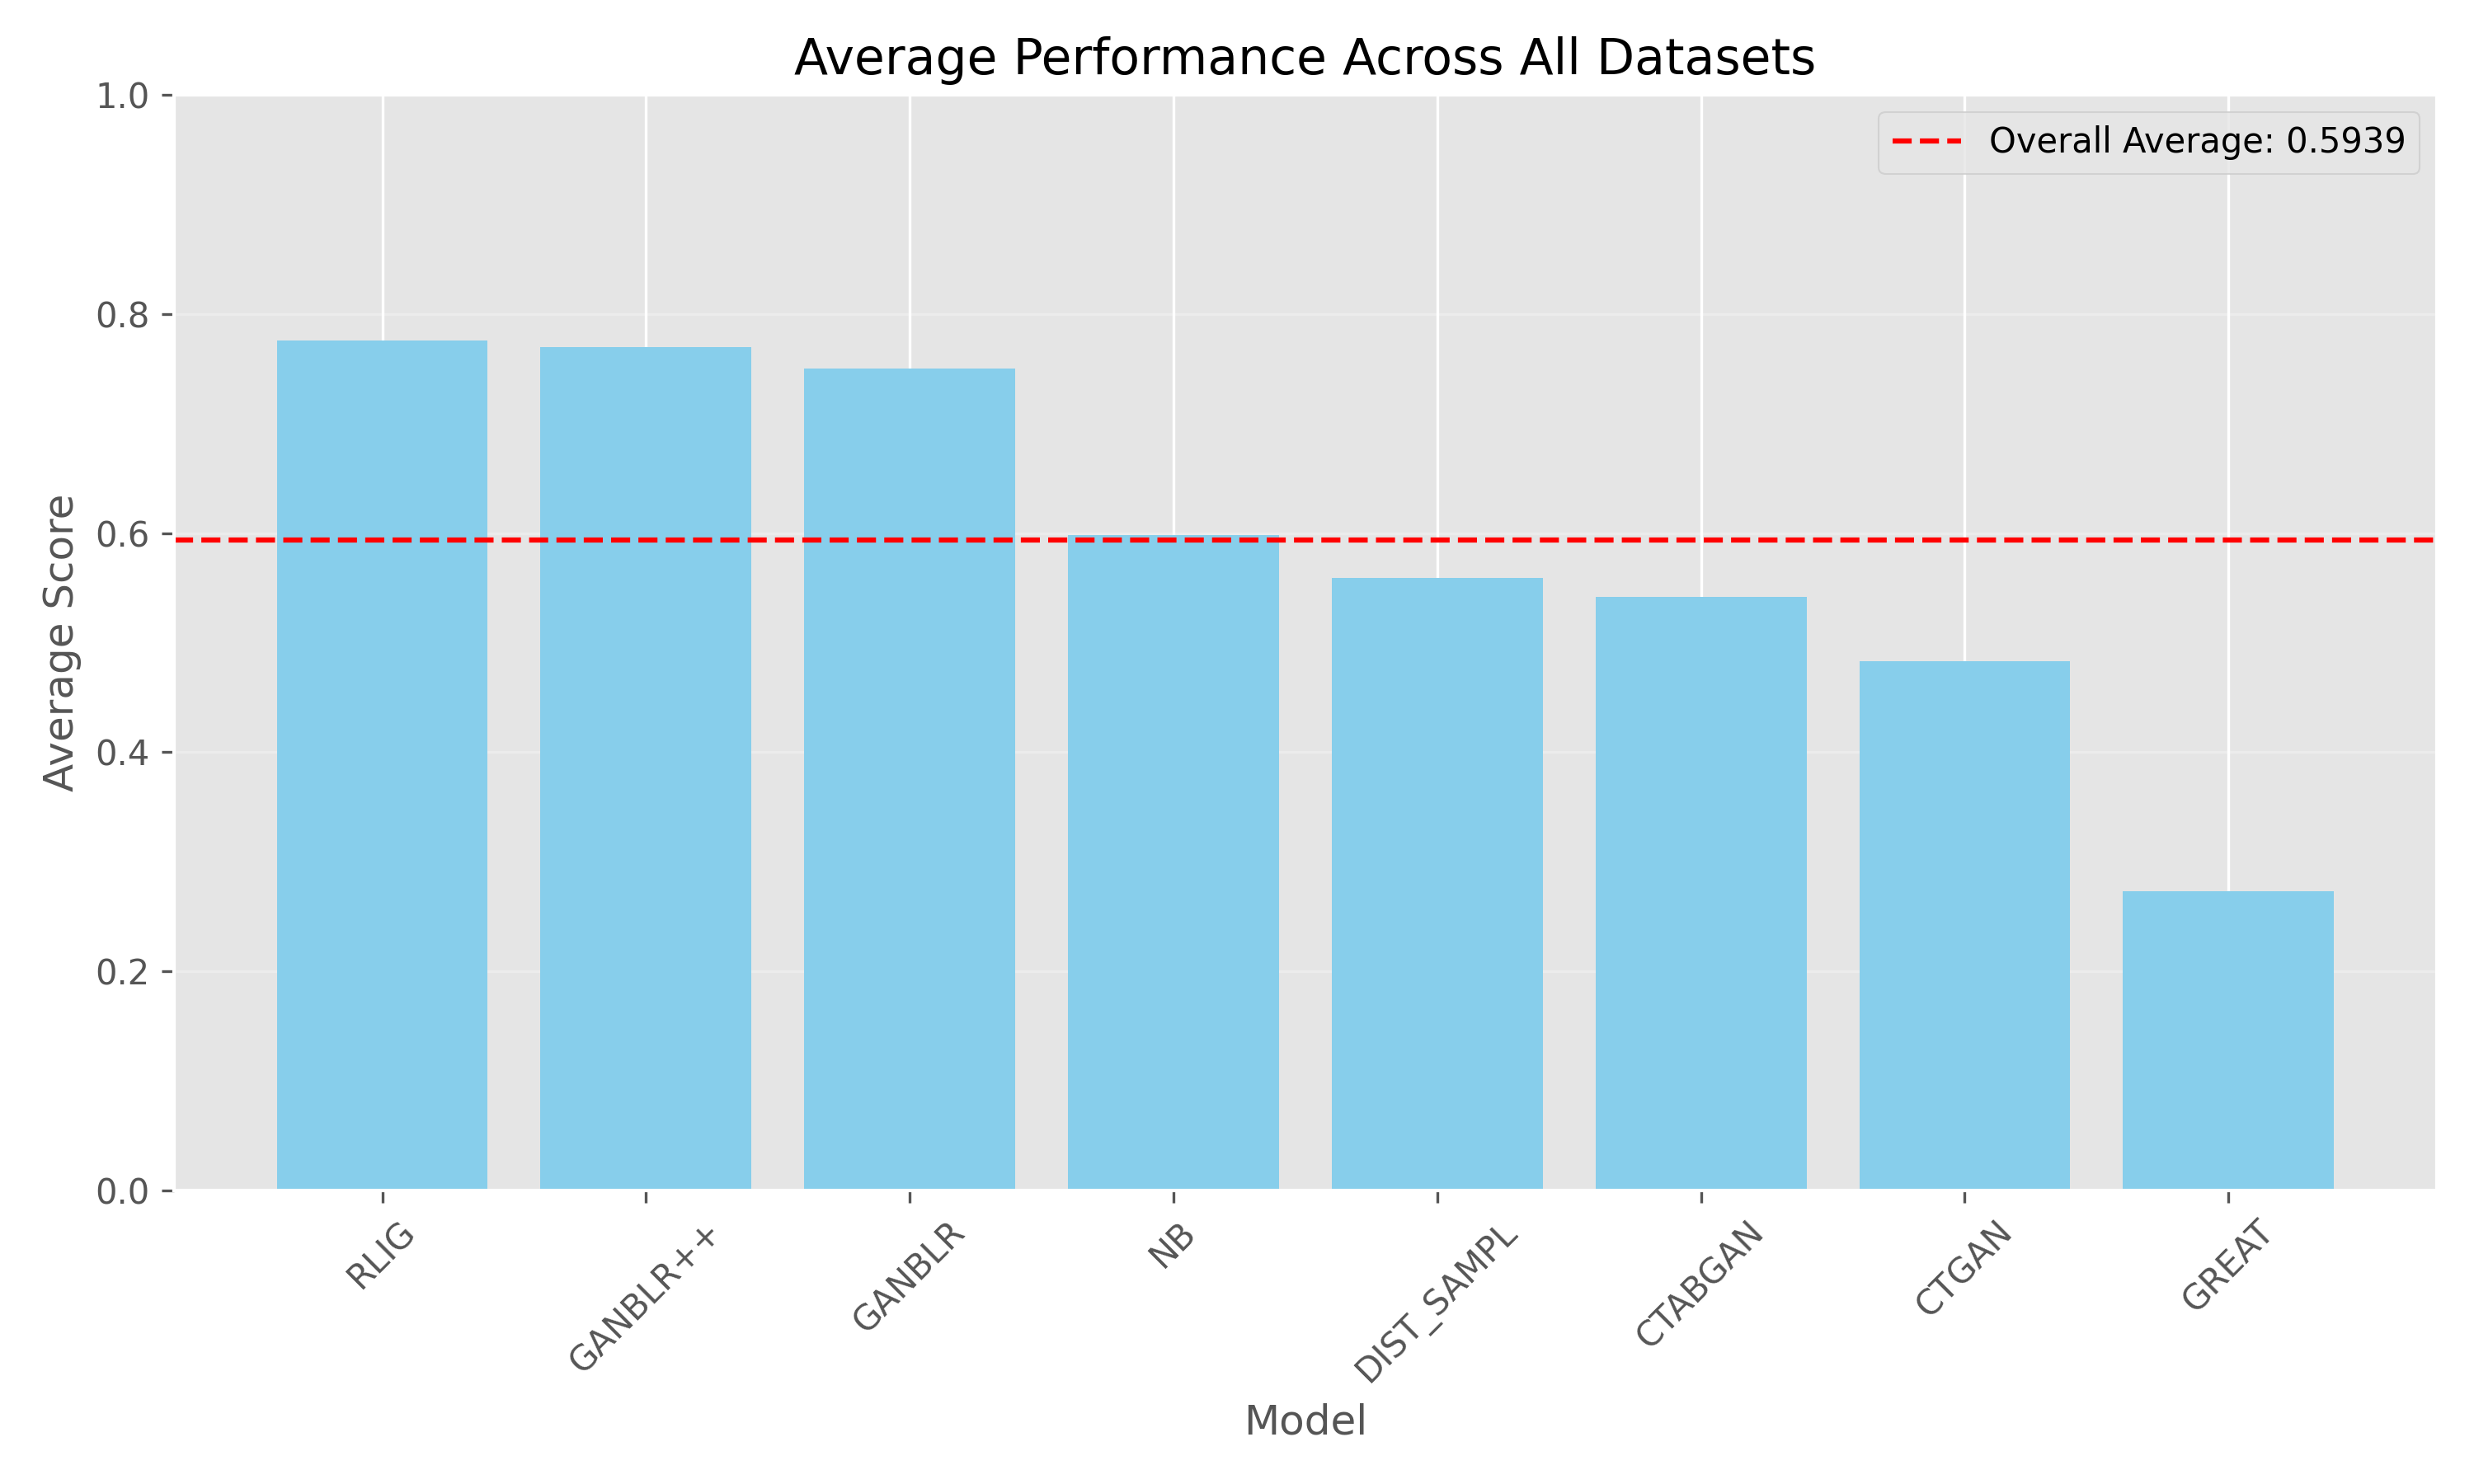 Average Performance Across All Datasets
Overall Average: 0.5939
Average Score
1.0
0.8
0.6
0.4
0.2
0.0
RLIG
GANBLR++
GANBLR
NB
DIST_SAMPL
CTABGAN
CTGAN
GREAT
Model